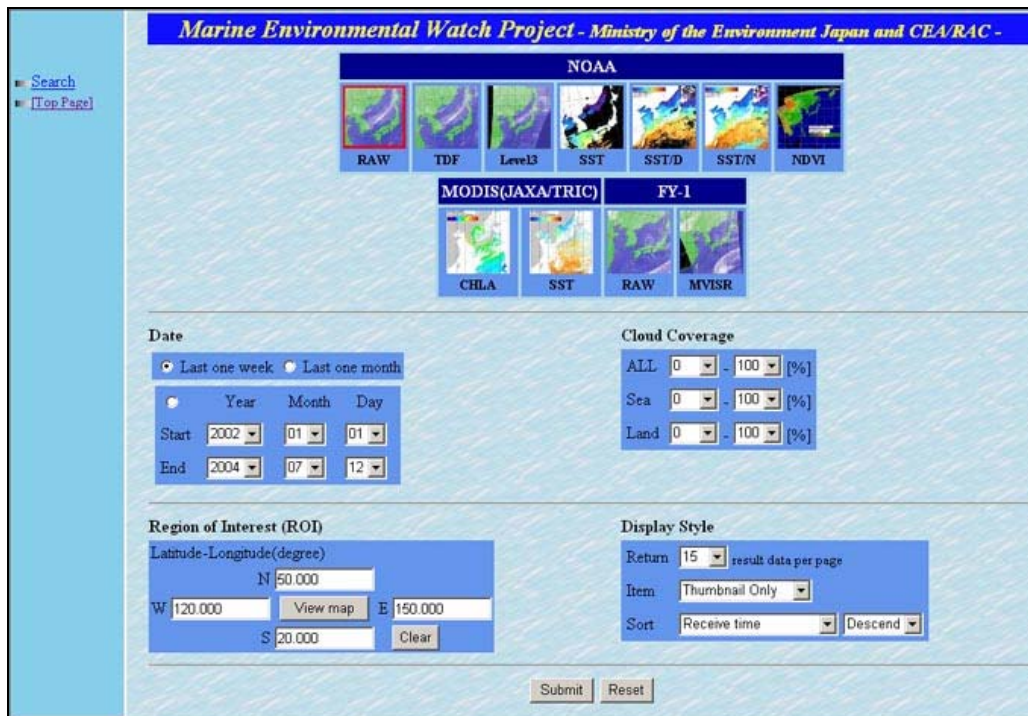 Marine Environmental Watch Project - Ministry of the Environment Japan and CEA/RAC -
Search
[Top Page]
NOAA
RAW TDF Level3 SST SST/D SST/N NDVI
MODIS(JAXA/TRIC) FY-1
CHLA SST RAW MVISR
Date
Last one week Last one month
Year Month Day
Start 2002 01 01
End 2004 07 12
Cloud Coverage
ALL 0 - 100 [%]
Sea 0 - 100 [%]
Land 0 - 100 [%]
Region of Interest (ROI)
Latitude-Longitude(degree)
N 50.000
W 120.000 View map E 150.000
S 20.000 Clear
Display Style
Return 15 result data per page
Item Thumbnail Only
Sort Receive time Descend
Submit Reset